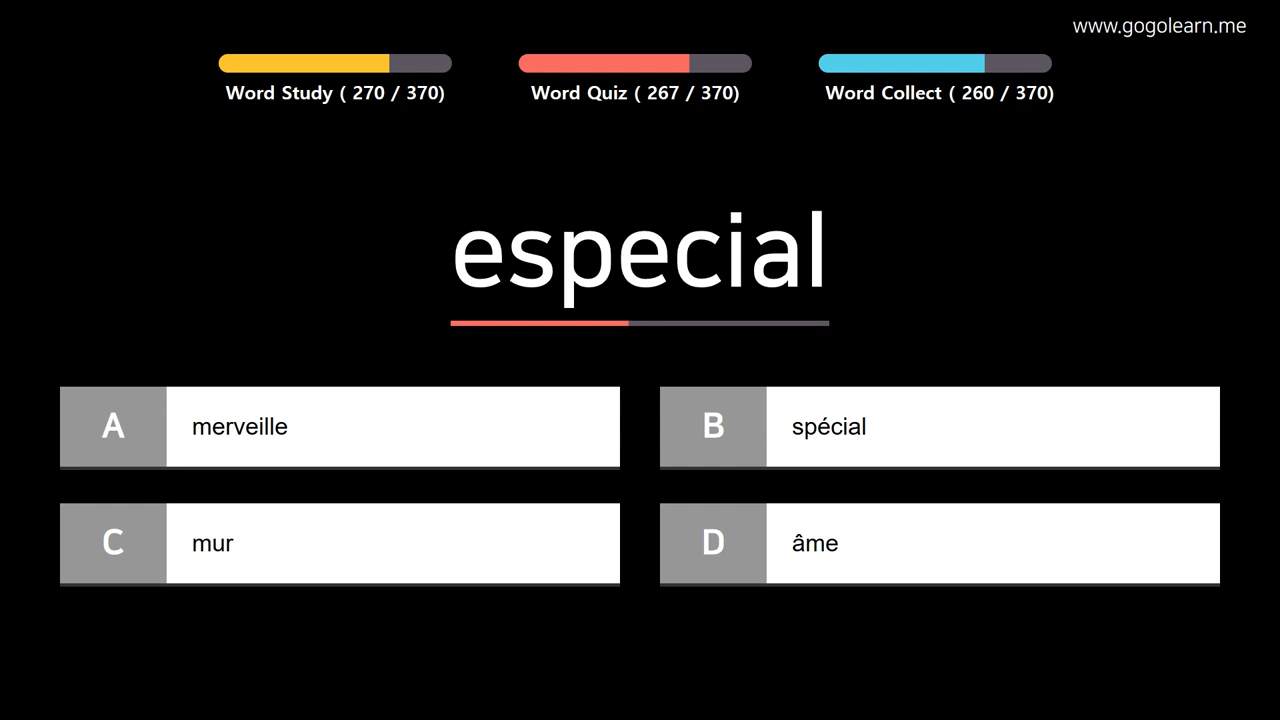 www.gogolearn.me
Word Study ( 270 / 370)
Word Quiz ( 267 / 370)
Word Collect ( 260 / 370)
especial
A merveille
B spécial
C mur
D âme